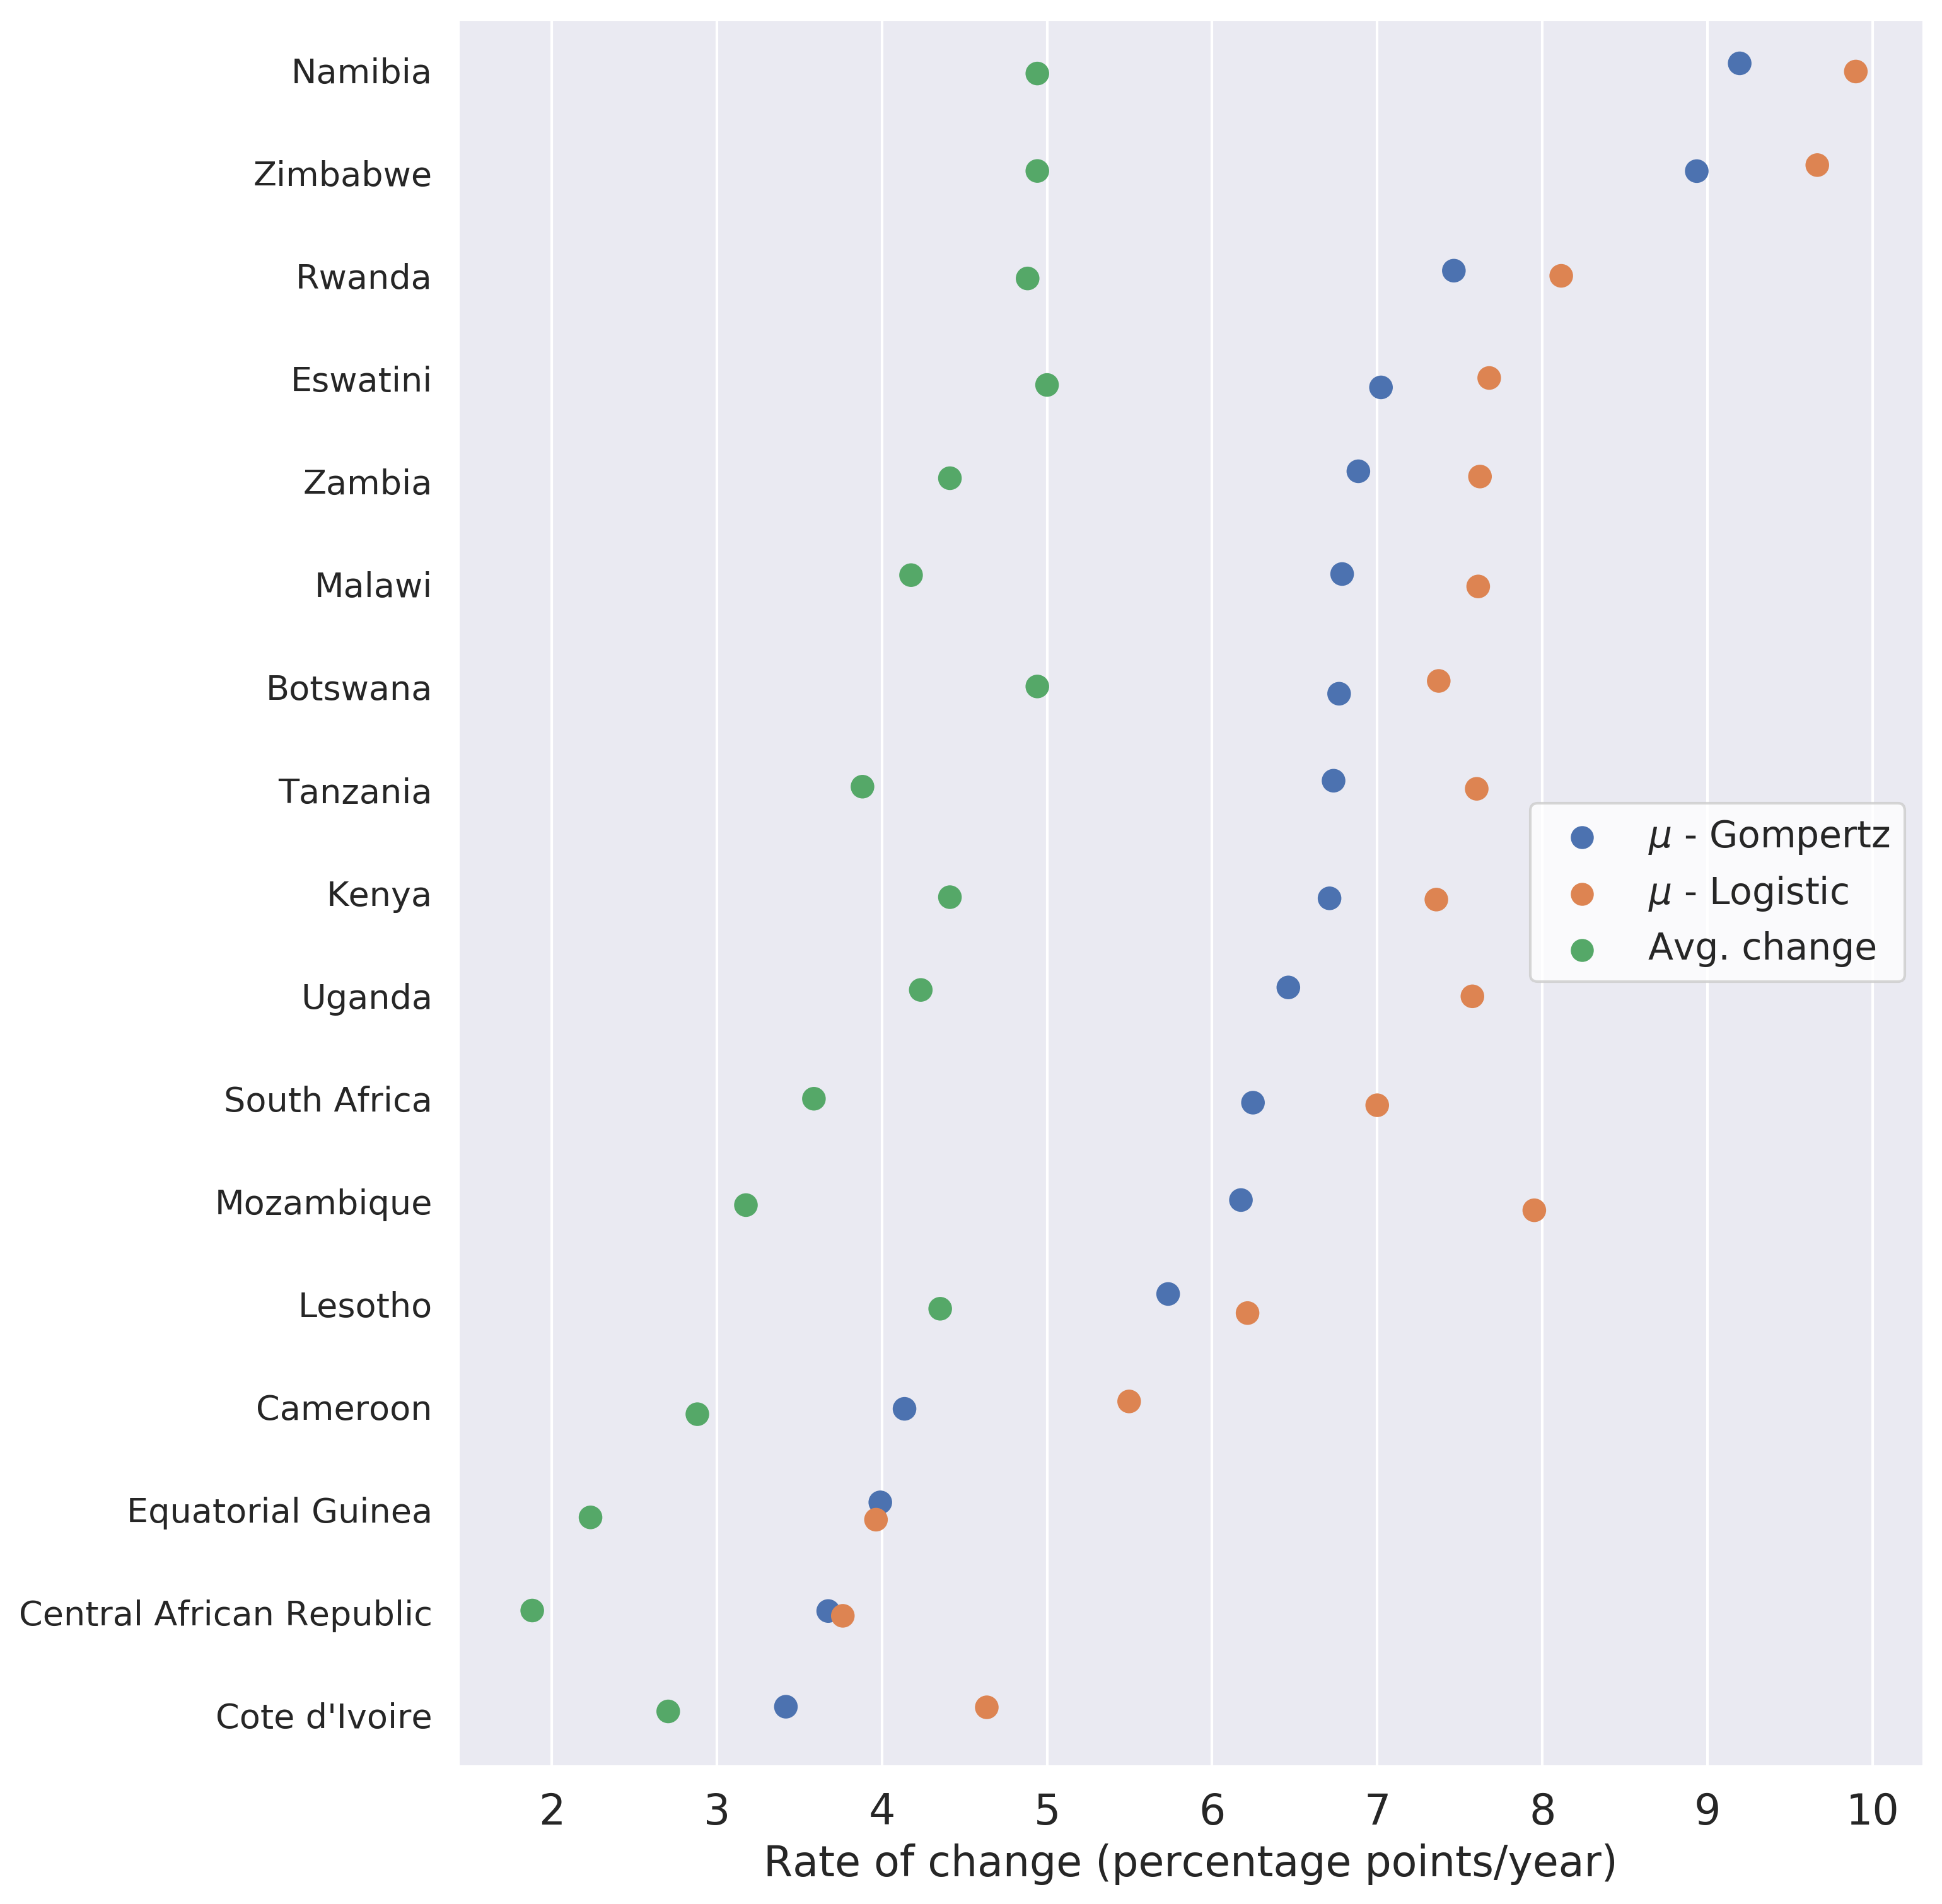 Namibia
Zimbabwe
Rwanda
Eswatini
Zambia
Malawi
Botswana
Tanzania
Kenya
Uganda
South Africa
Mozambique
Lesotho
Cameroon
Equatorial Guinea
Central African Republic
Cote d'Ivoire
μ - Gompertz
μ - Logistic
Avg. change
2 3 4 5 6 7 8 9 10
Rate of change (percentage points/year)